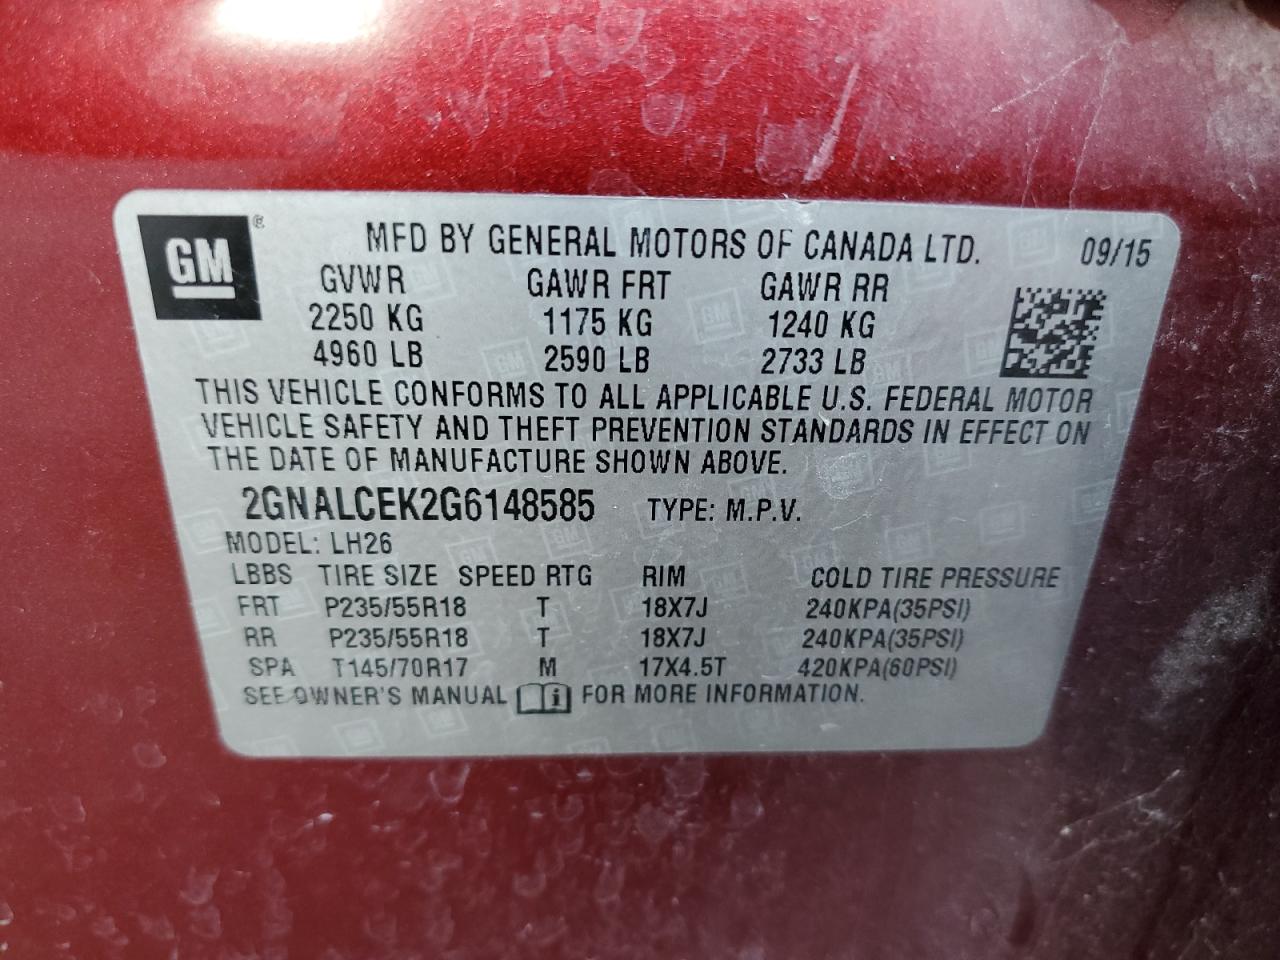 GM ®
MFD BY GENERAL MOTORS OF CANADA LTD. 09/15
GVWR GAWR FRT GAWR RR
2250 KG 1175 KG 1240 KG
4960 LB 2590 LB 2733 LB
THIS VEHICLE CONFORMS TO ALL APPLICABLE U.S. FEDERAL MOTOR
VEHICLE SAFETY AND THEFT PREVENTION STANDARDS IN EFFECT ON
THE DATE OF MANUFACTURE SHOWN ABOVE.
2GNALCEK2G6148585 TYPE: M.P.V.
MODEL: LH26
LBBS TIRE SIZE SPEED RTG RIM COLD TIRE PRESSURE
FRT P235/55R18 T 18X7J 240KPA(35PSI)
RR P235/55R18 T 18X7J 240KPA(35PSI)
SPA T145/70R17 M 17X4.5T 420KPA(60PSI)
SEE OWNER'S MANUAL i FOR MORE INFORMATION.